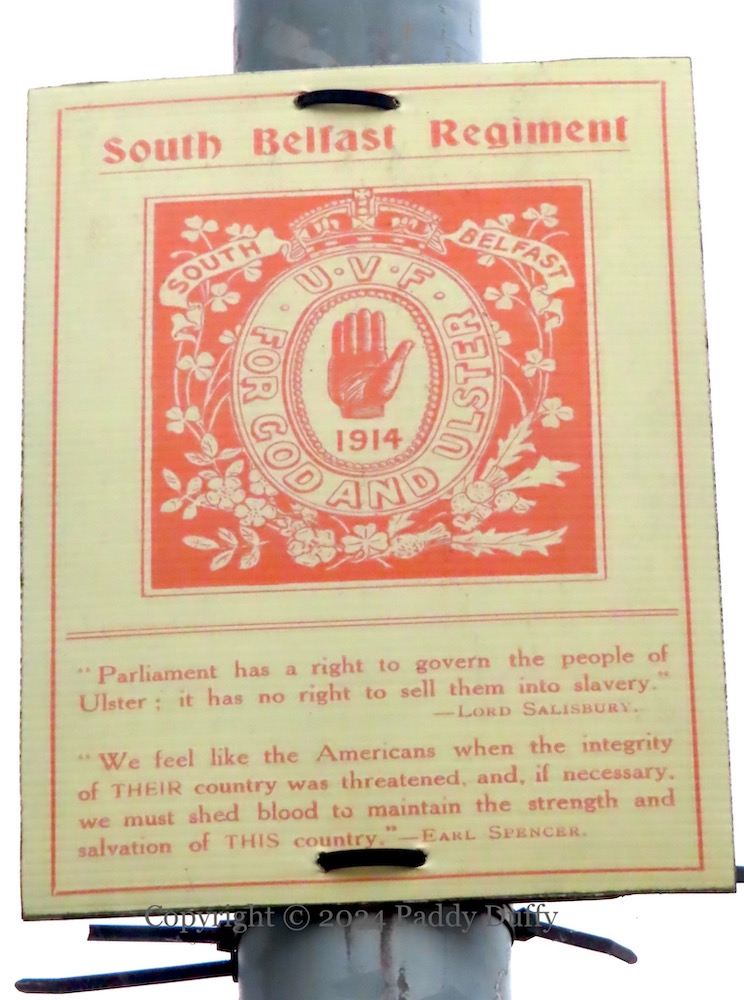 South Belfast Regiment
SOUTH BELFAST
· U · V · F ·
FOR GOD AND ULSTER
1914
"Parliament has a right to govern the people of
Ulster; it has no right to sell them into slavery."
—LORD SALISBURY.
"We feel like the Americans when the integrity
of THEIR country was threatened, and, if necessary,
we must shed blood to maintain the strength and
salvation of THIS country."—EARL SPENCER.
Copyright © 2024 Paddy Duffy